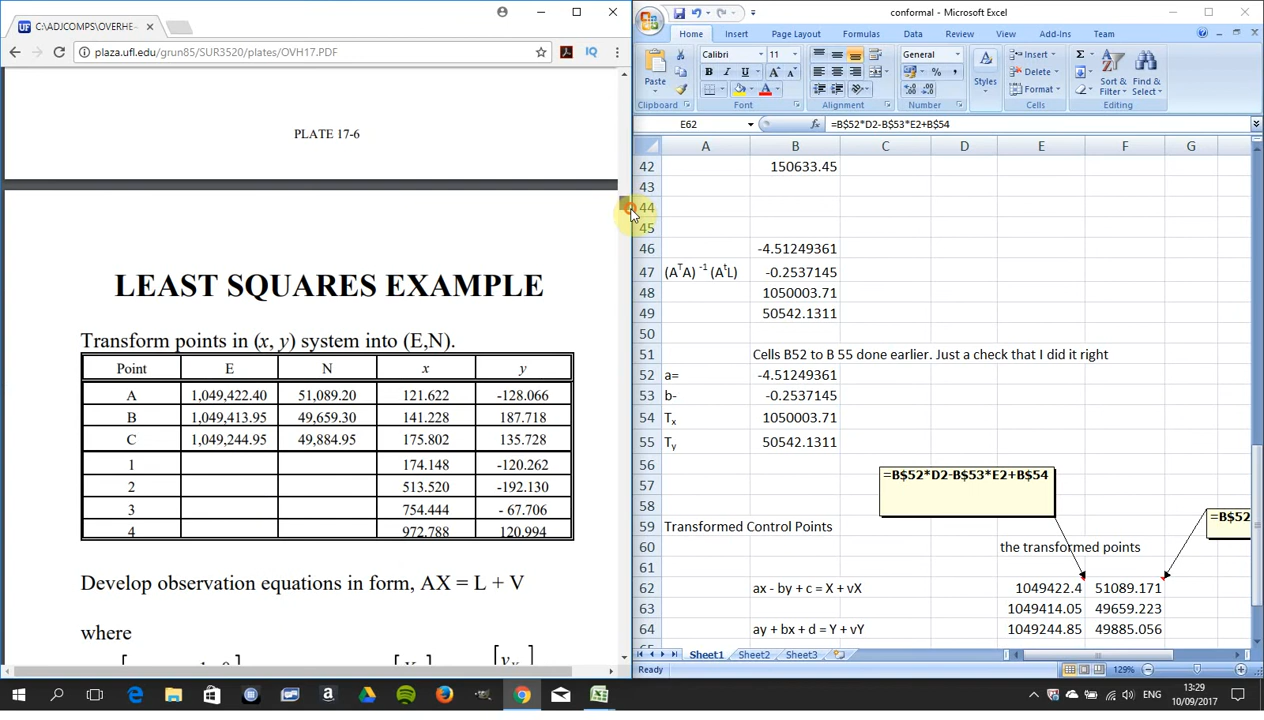 C:\ADJCOMPS\OVERHE-
plaza.ufl.edu/grun85/SUR3520/plates/OVH17.PDF
IQ
PLATE 17-6
LEAST SQUARES EXAMPLE
Transform points in (x, y) system into (E,N).
Point E N x y
A 1,049,422.40 51,089.20 121.622 -128.066
B 1,049,413.95 49,659.30 141.228 187.718
C 1,049,244.95 49,884.95 175.802 135.728
1 174.148 -120.262
2 513.520 -192.130
3 754.444 - 67.706
4 972.788 120.994
Develop observation equations in form, AX = L + V
where
conformal - Microsoft Excel
Home Insert Page Layout Formulas Data Review View Add-Ins Team
Paste
Calibri 11
B I U
General
Styles
Insert
Delete
Format
Sort & Filter
Find & Select
Clipboard Font Alignment Number Cells Editing
E62 fx =B$52*D2-B$53*E2+B$54
A B C D E F G
42 150633.45
43
44
45
46 -4.51249361
47 (AᵀA) ⁻¹ (AᵗL) -0.2537145
48 1050003.71
49 50542.1311
50
51 Cells B52 to B 55 done earlier. Just a check that I did it right
52 a= -4.51249361
53 b- -0.2537145
54 Tx 1050003.71
55 Ty 50542.1311
56
=B$52*D2-B$53*E2+B$54
57
58
=B$52
59 Transformed Control Points
60 the transformed points
61
62 ax - by + c = X + vX 1049422.4 51089.171
63 1049414.05 49659.223
64 ay + bx + d = Y + vY 1049244.85 49885.056
Sheet1 Sheet2 Sheet3
Ready 129%
ENG
13:29
10/09/2017